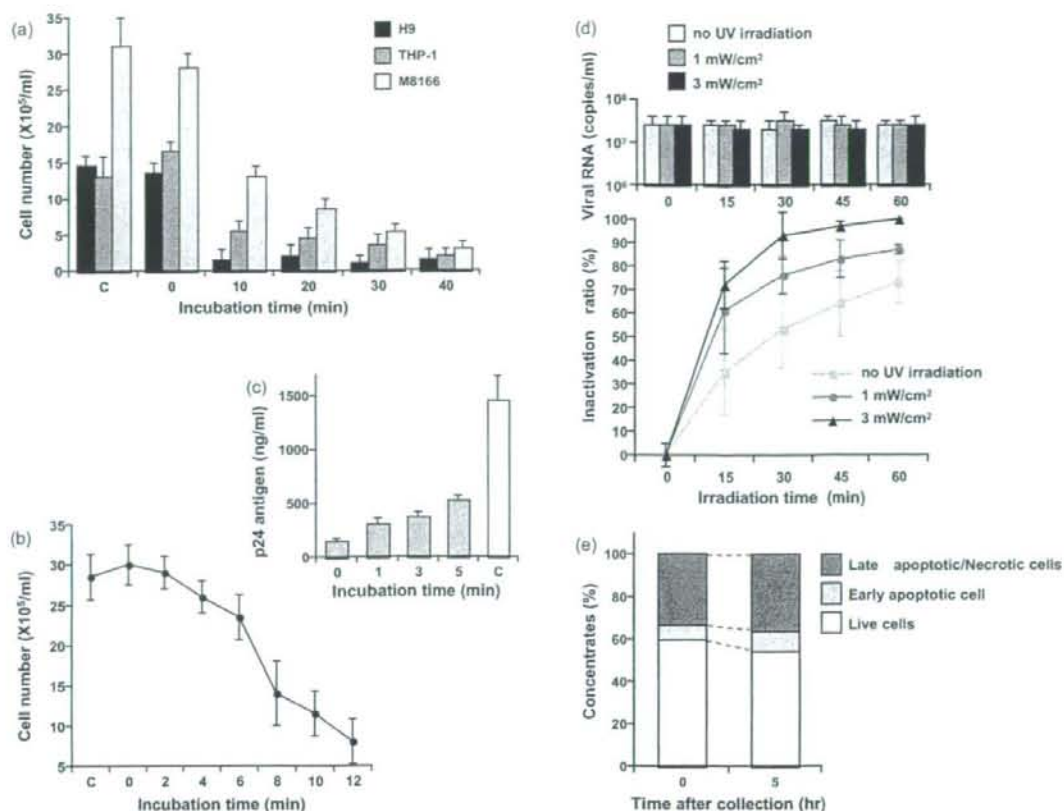 (a)
H9
THP-1
M8166
Cell number (X10⁵/ml)
35
30
25
20
15
10
5
0
C 0 10 20 30 40
Incubation time (min)
(b)
Cell number (X10⁵/ml)
35
30
25
20
15
10
5
C 0 2 4 6 8 10 12
Incubation time (min)
(c)
p24 antigen (ng/ml)
1500
1000
500
0
0 1 3 5 C
Incubation time (min)
(d)
no UV irradiation
1 mW/cm²
3 mW/cm²
Viral RNA (copies/ml)
10⁸
10⁷
10⁶
0 15 30 45 60
Inactivation ratio (%)
100
90
80
70
60
50
40
30
20
10
0
no UV irradiation
1 mW/cm²
3 mW/cm²
0 15 30 45 60
Irradiation time (min)
(e)
Concentrates (%)
100
80
60
40
20
0
Late apoptotic/Necrotic cells
Early apoptotic cell
Live cells
0 5
Time after collection (hr)